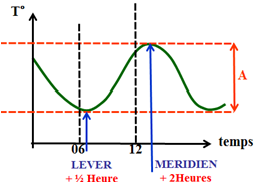 T°
A
06
12
temps
LEVER
+ ½ Heure
MERIDIEN
+ 2Heures